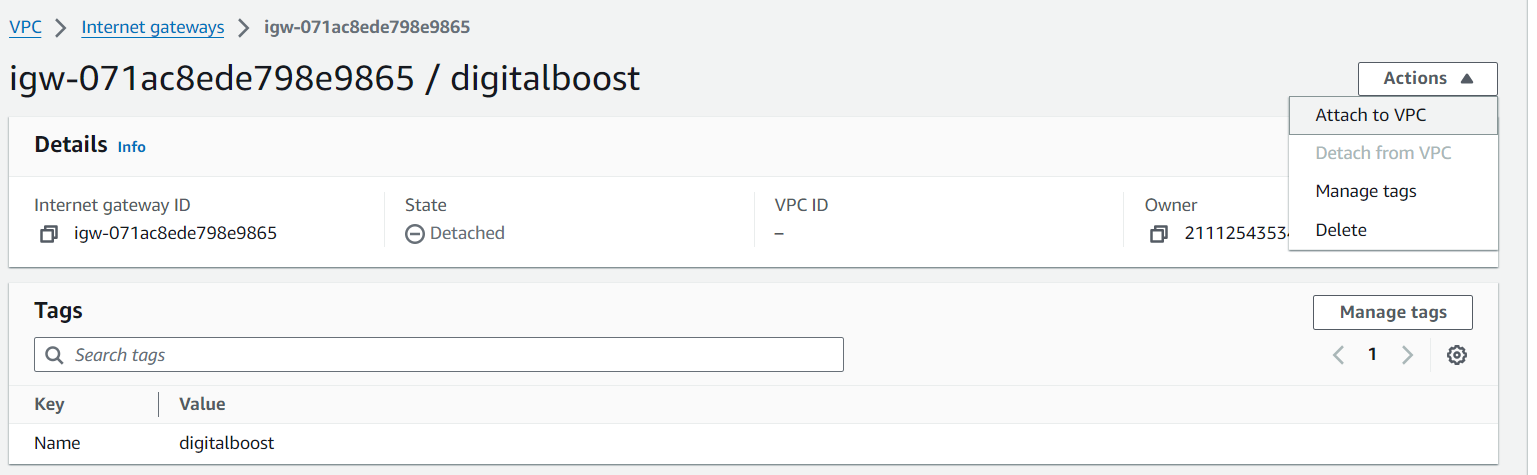 VPC > Internet gateways > igw-071ac8ede798e9865
igw-071ac8ede798e9865 / digitalboost
Actions
Attach to VPC
Detach from VPC
Manage tags
Delete
Details Info
Internet gateway ID
igw-071ac8ede798e9865
State
Detached
VPC ID
–
Owner
21112543534
Tags
Manage tags
Search tags
1
Key Value
Name digitalboost